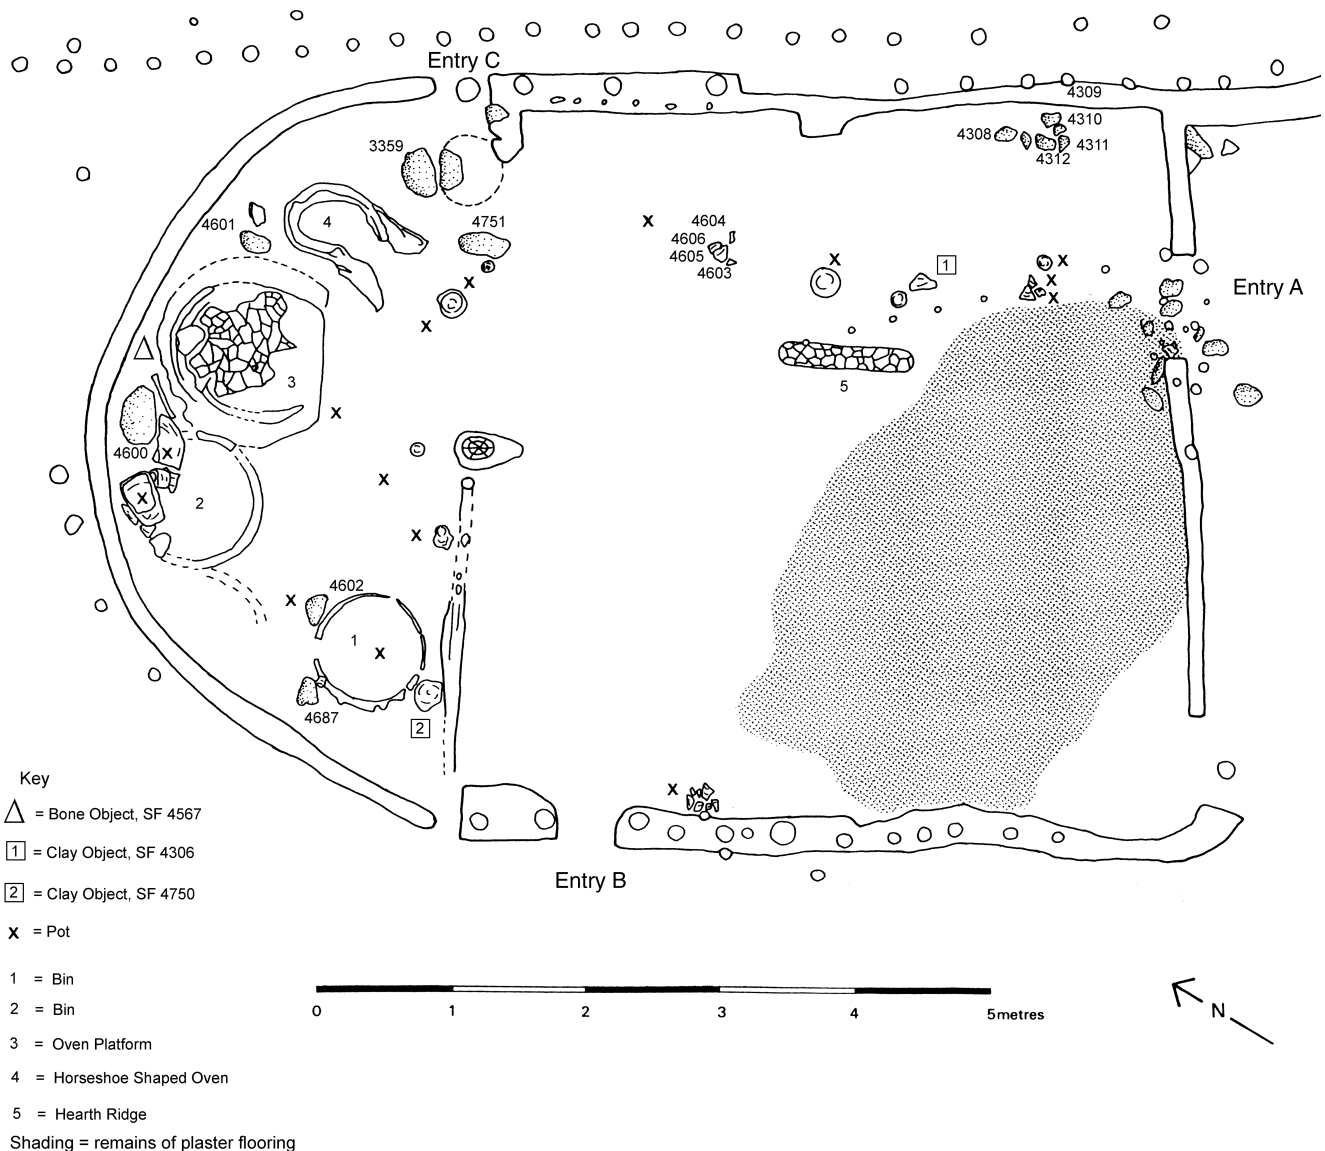 Entry C
4309
4310
4308
4311
4312
3359
4601
4
4751
4604
4606
4605
4603
X
X
1
X
X
X
Entry A
X
X
3
5
X
4600
X
X
2
X
X
X
4602
1
X
4687
2
X
Entry B
Key
= Bone Object, SF 4567
1 = Clay Object, SF 4306
2 = Clay Object, SF 4750
X = Pot
1 = Bin
2 = Bin
3 = Oven Platform
4 = Horseshoe Shaped Oven
5 = Hearth Ridge
Shading = remains of plaster flooring
0 1 2 3 4 5 metres
N